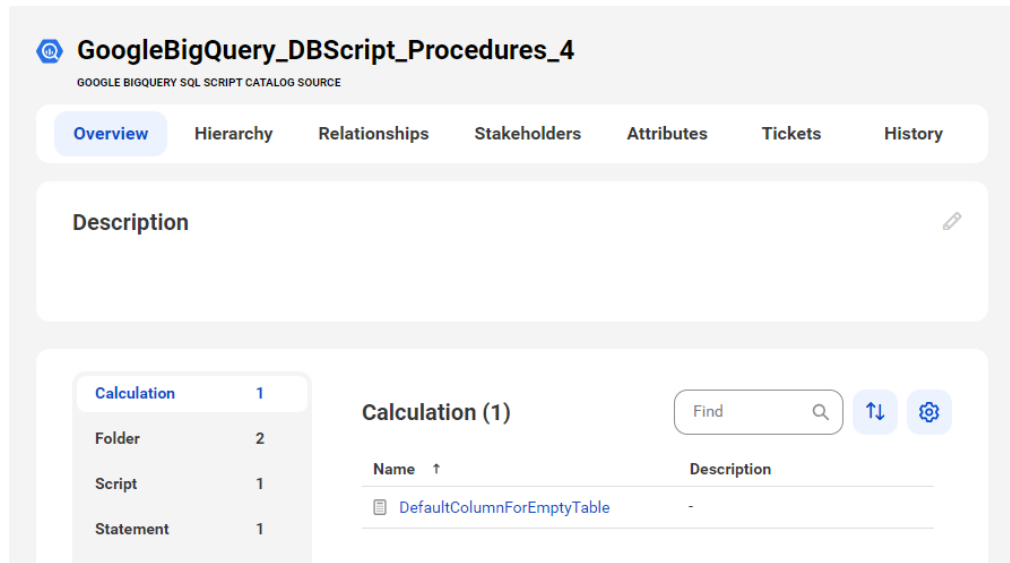 GoogleBigQuery_DBScript_Procedures_4
GOOGLE BIGQUERY SQL SCRIPT CATALOG SOURCE
Overview Hierarchy Relationships Stakeholders Attributes Tickets History
Description
Calculation 1
Folder 2
Script 1
Statement 1
Calculation (1) Find
Name ↑ Description
DefaultColumnForEmptyTable -